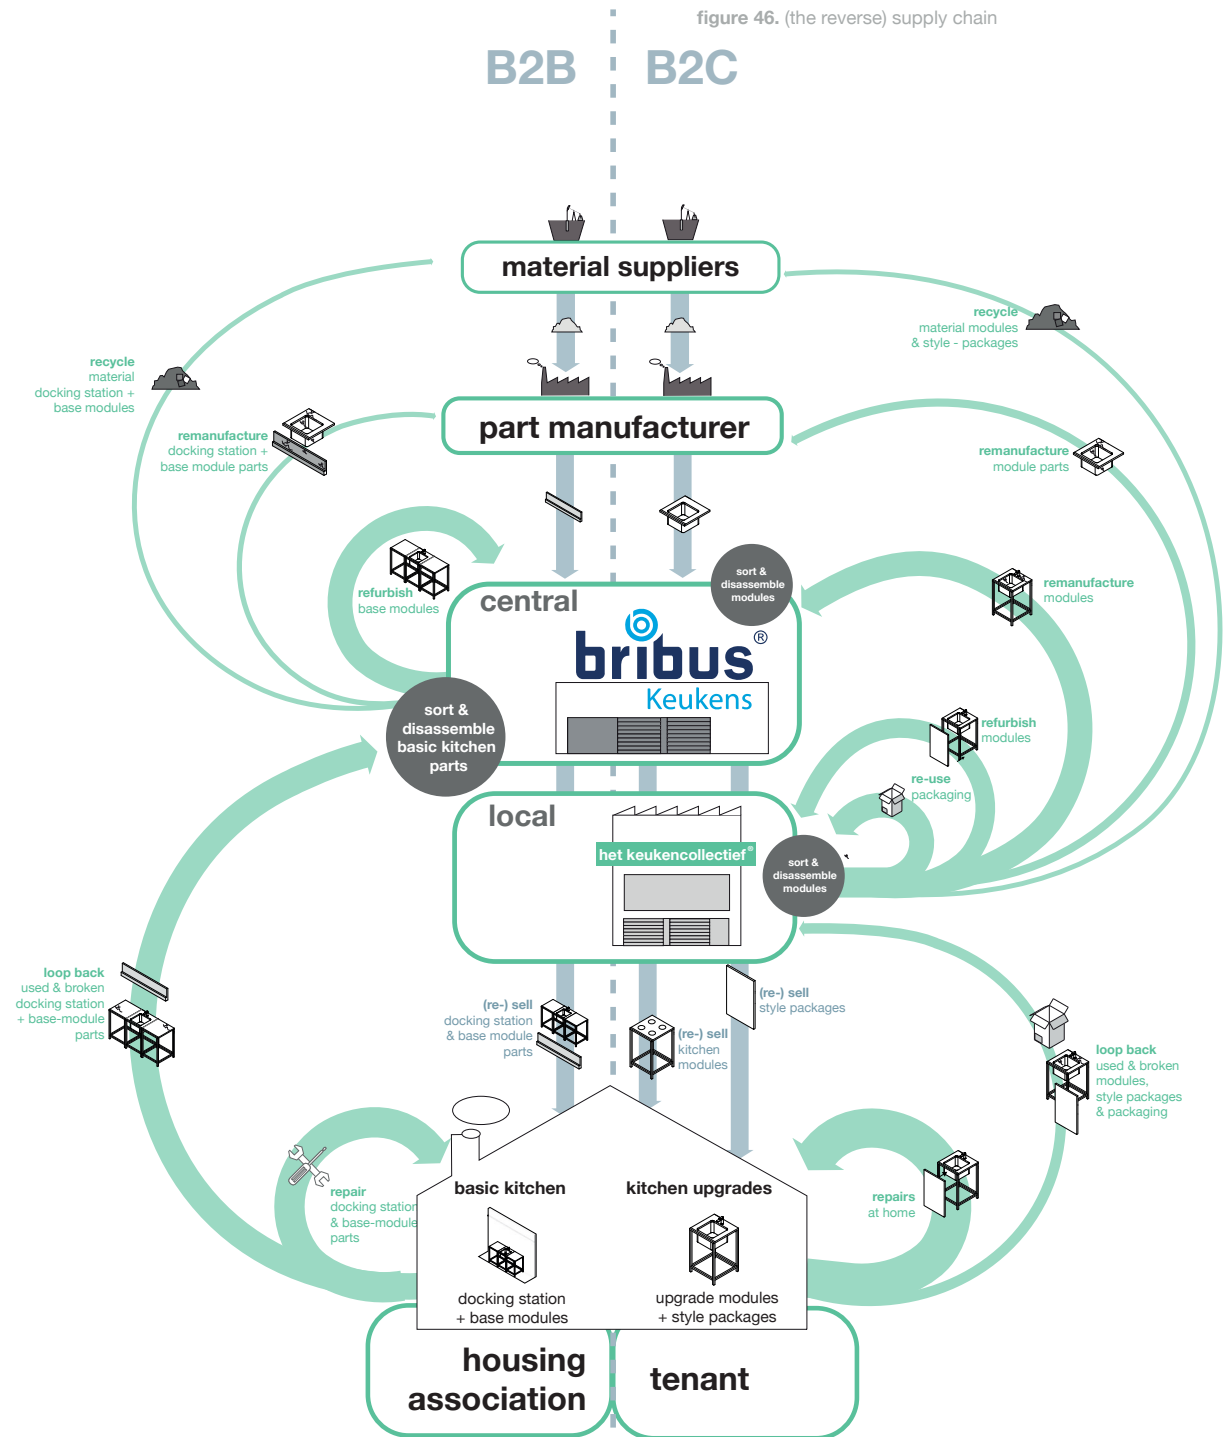 figure 46. (the reverse) supply chain
B2B
B2C
material suppliers
recycle
material modules
& style - packages
recycle
material
docking station +
base modules
part manufacturer
remanufacture
docking station +
base module parts
remanufacture
module parts
refurbish
base modules
central
sort &
disassemble
modules
remanufacture
modules
bribus®
Keukens
sort &
disassemble
basic kitchen
parts
refurbish
modules
re-use
packaging
local
het keukencollectief®
sort &
disassemble
modules
loop back
used & broken
docking station
+ base-module
parts
(re-) sell
docking station
& base module
parts
(re-) sell
kitchen
modules
(re-) sell
style packages
loop back
used & broken
modules,
style packages
& packaging
repair
docking station
& base-module
parts
basic kitchen
kitchen upgrades
repairs
at home
docking station
+ base modules
upgrade modules
+ style packages
housing
association
tenant